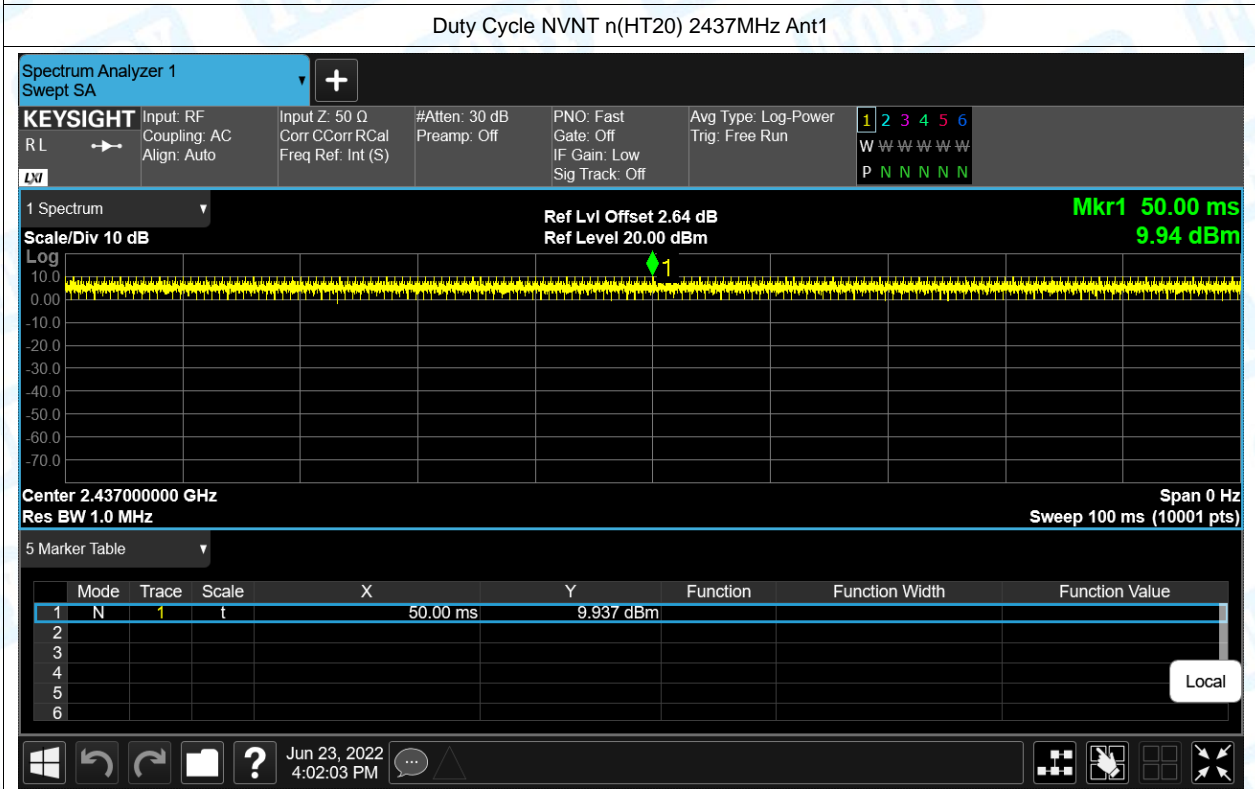 Duty Cycle NVNT n(HT20) 2437MHz Ant1
Spectrum Analyzer 1
Swept SA
KEYSIGHT Input: RF Input Z: 50 Ω #Atten: 30 dB PNO: Fast Avg Type: Log-Power 1 2 3 4 5 6
RL Coupling: AC Corr CCorr RCal Preamp: Off Gate: Off Trig: Free Run W W W W W W
Align: Auto Freq Ref: Int (S) IF Gain: Low P N N N N N
LXI Sig Track: Off
1 Spectrum Ref Lvl Offset 2.64 dB Mkr1 50.00 ms
Scale/Div 10 dB Ref Level 20.00 dBm 9.94 dBm
Log
1
10.0
0.00
-10.0
-20.0
-30.0
-40.0
-50.0
-60.0
-70.0
Center 2.437000000 GHz Span 0 Hz
Res BW 1.0 MHz Sweep 100 ms (10001 pts)
5 Marker Table
Mode Trace Scale X Y Function Function Width Function Value
1 N 1 t 50.00 ms 9.937 dBm
2
3
4
5
6
Local
Jun 23, 2022
4:02:03 PM